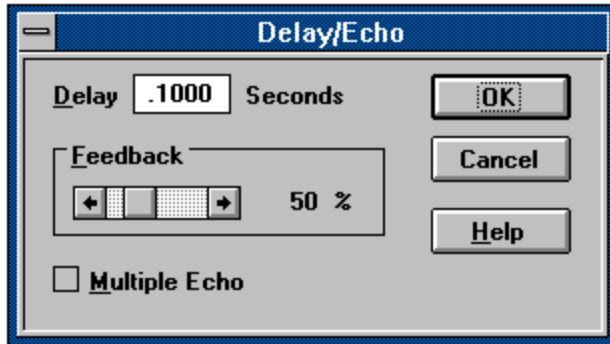 Delay/Echo
Delay .1000 Seconds
OK
Feedback
Cancel
50 %
Help
Multiple Echo